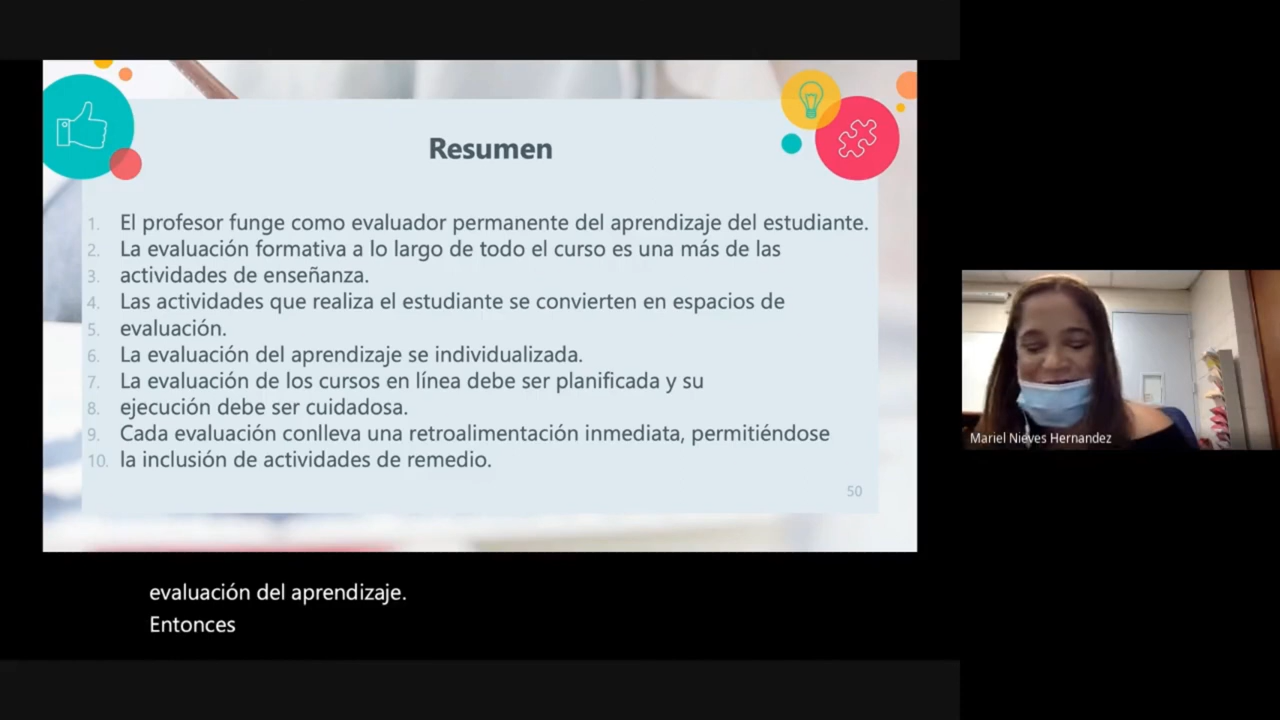 Resumen
1. El profesor funge como evaluador permanente del aprendizaje del estudiante.
2. La evaluación formativa a lo largo de todo el curso es una más de las
3. actividades de enseñanza.
4. Las actividades que realiza el estudiante se convierten en espacios de
5. evaluación.
6. La evaluación del aprendizaje se individualizada.
7. La evaluación de los cursos en línea debe ser planificada y su
8. ejecución debe ser cuidadosa.
9. Cada evaluación conlleva una retroalimentación inmediata, permitiéndose
10. la inclusión de actividades de remedio.
50
Mariel Nieves Hernandez
evaluación del aprendizaje.
Entonces